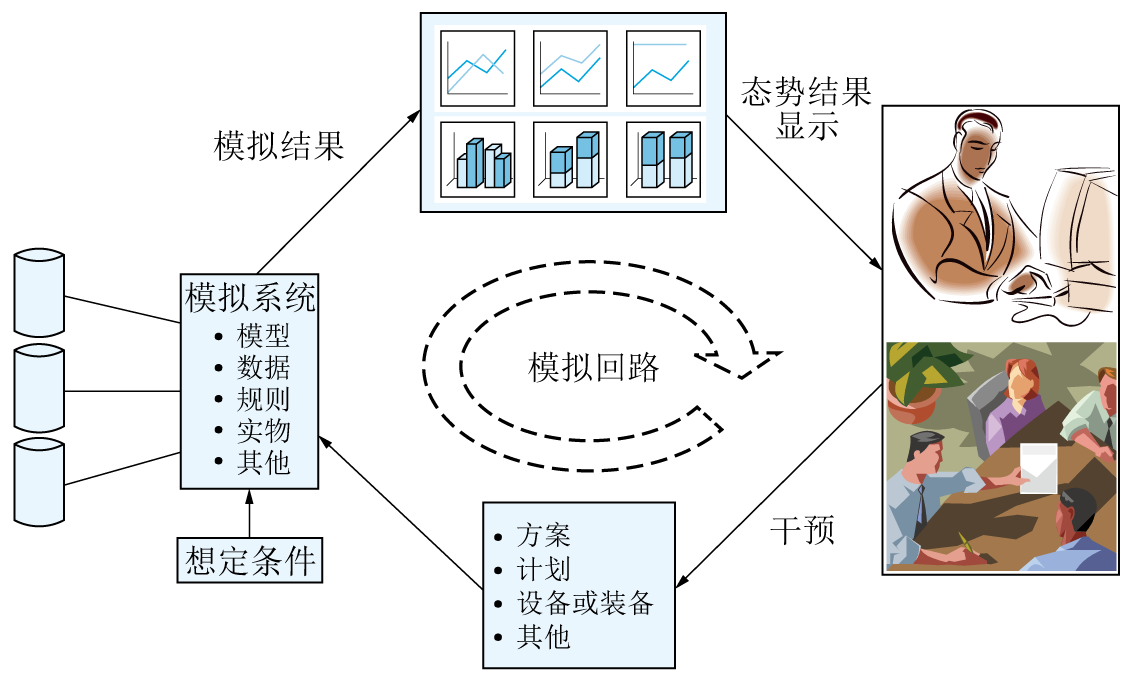 态势结果
显示
模拟结果
模拟系统
• 模型
• 数据
• 规则
• 实物
• 其他
模拟回路
想定条件
干预
• 方案
• 计划
• 设备或装备
• 其他